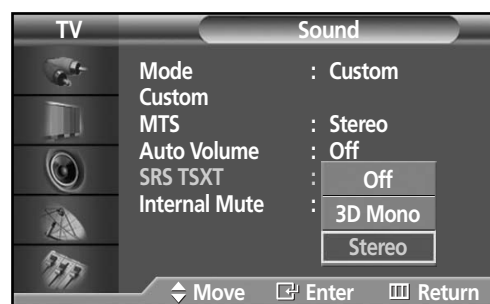 TV Sound
Mode : Custom
Custom
MTS : Stereo
Auto Volume : Off
SRS TSXT : Off
Internal Mute : 3D Mono
Stereo
Move Enter Return